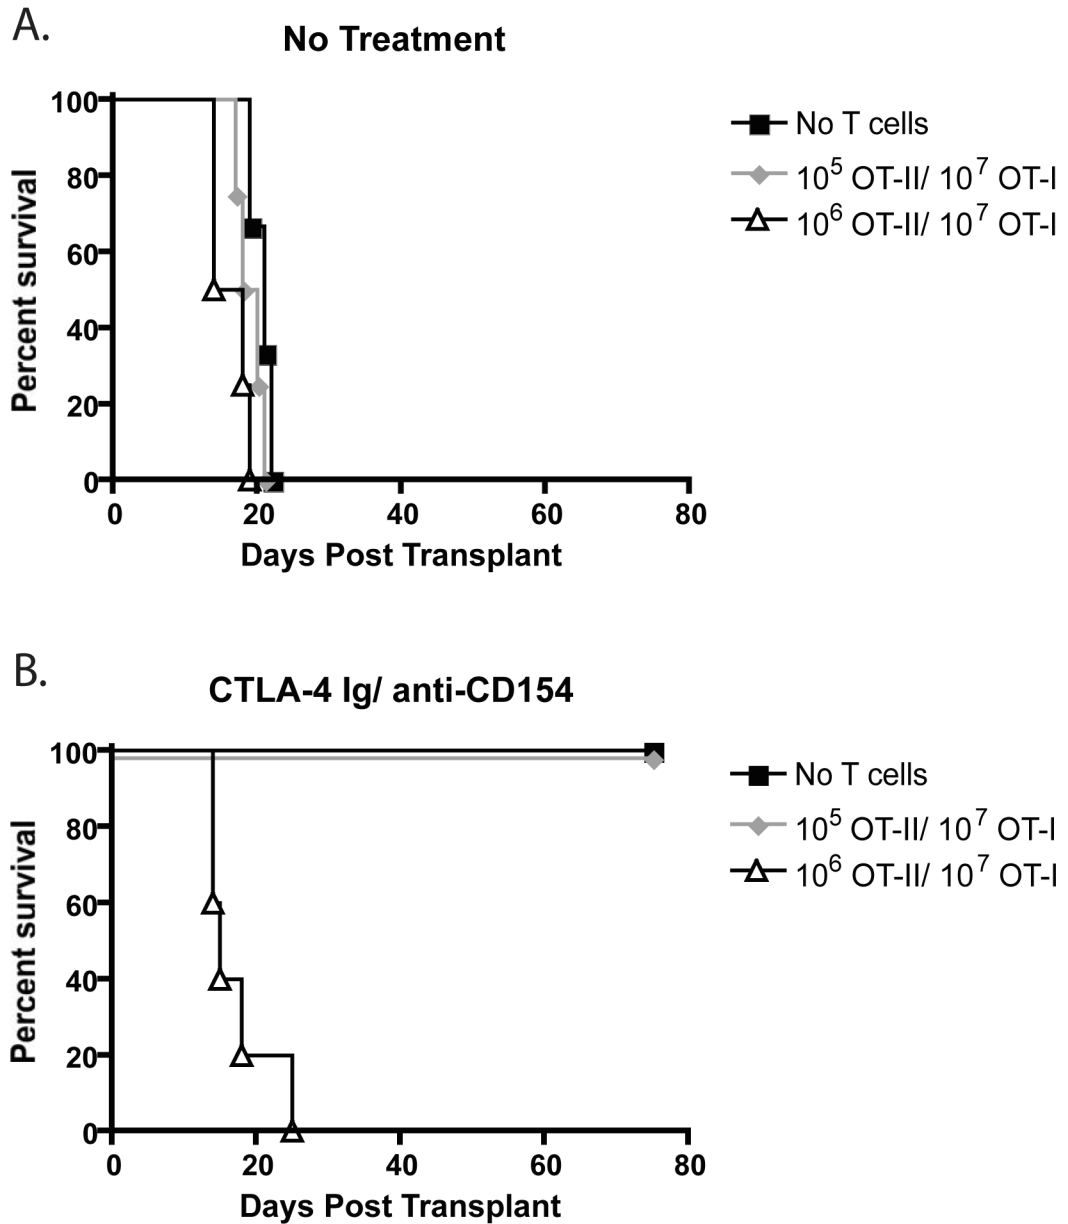 A.
No Treatment
100
80
60
40
20
0
0 20 40 60 80
Percent survival
Days Post Transplant
No T cells
10⁵ OT-II/ 10⁷ OT-I
10⁶ OT-II/ 10⁷ OT-I
B.
CTLA-4 Ig/ anti-CD154
100
80
60
40
20
0
0 20 40 60 80
Percent survival
Days Post Transplant
No T cells
10⁵ OT-II/ 10⁷ OT-I
10⁶ OT-II/ 10⁷ OT-I